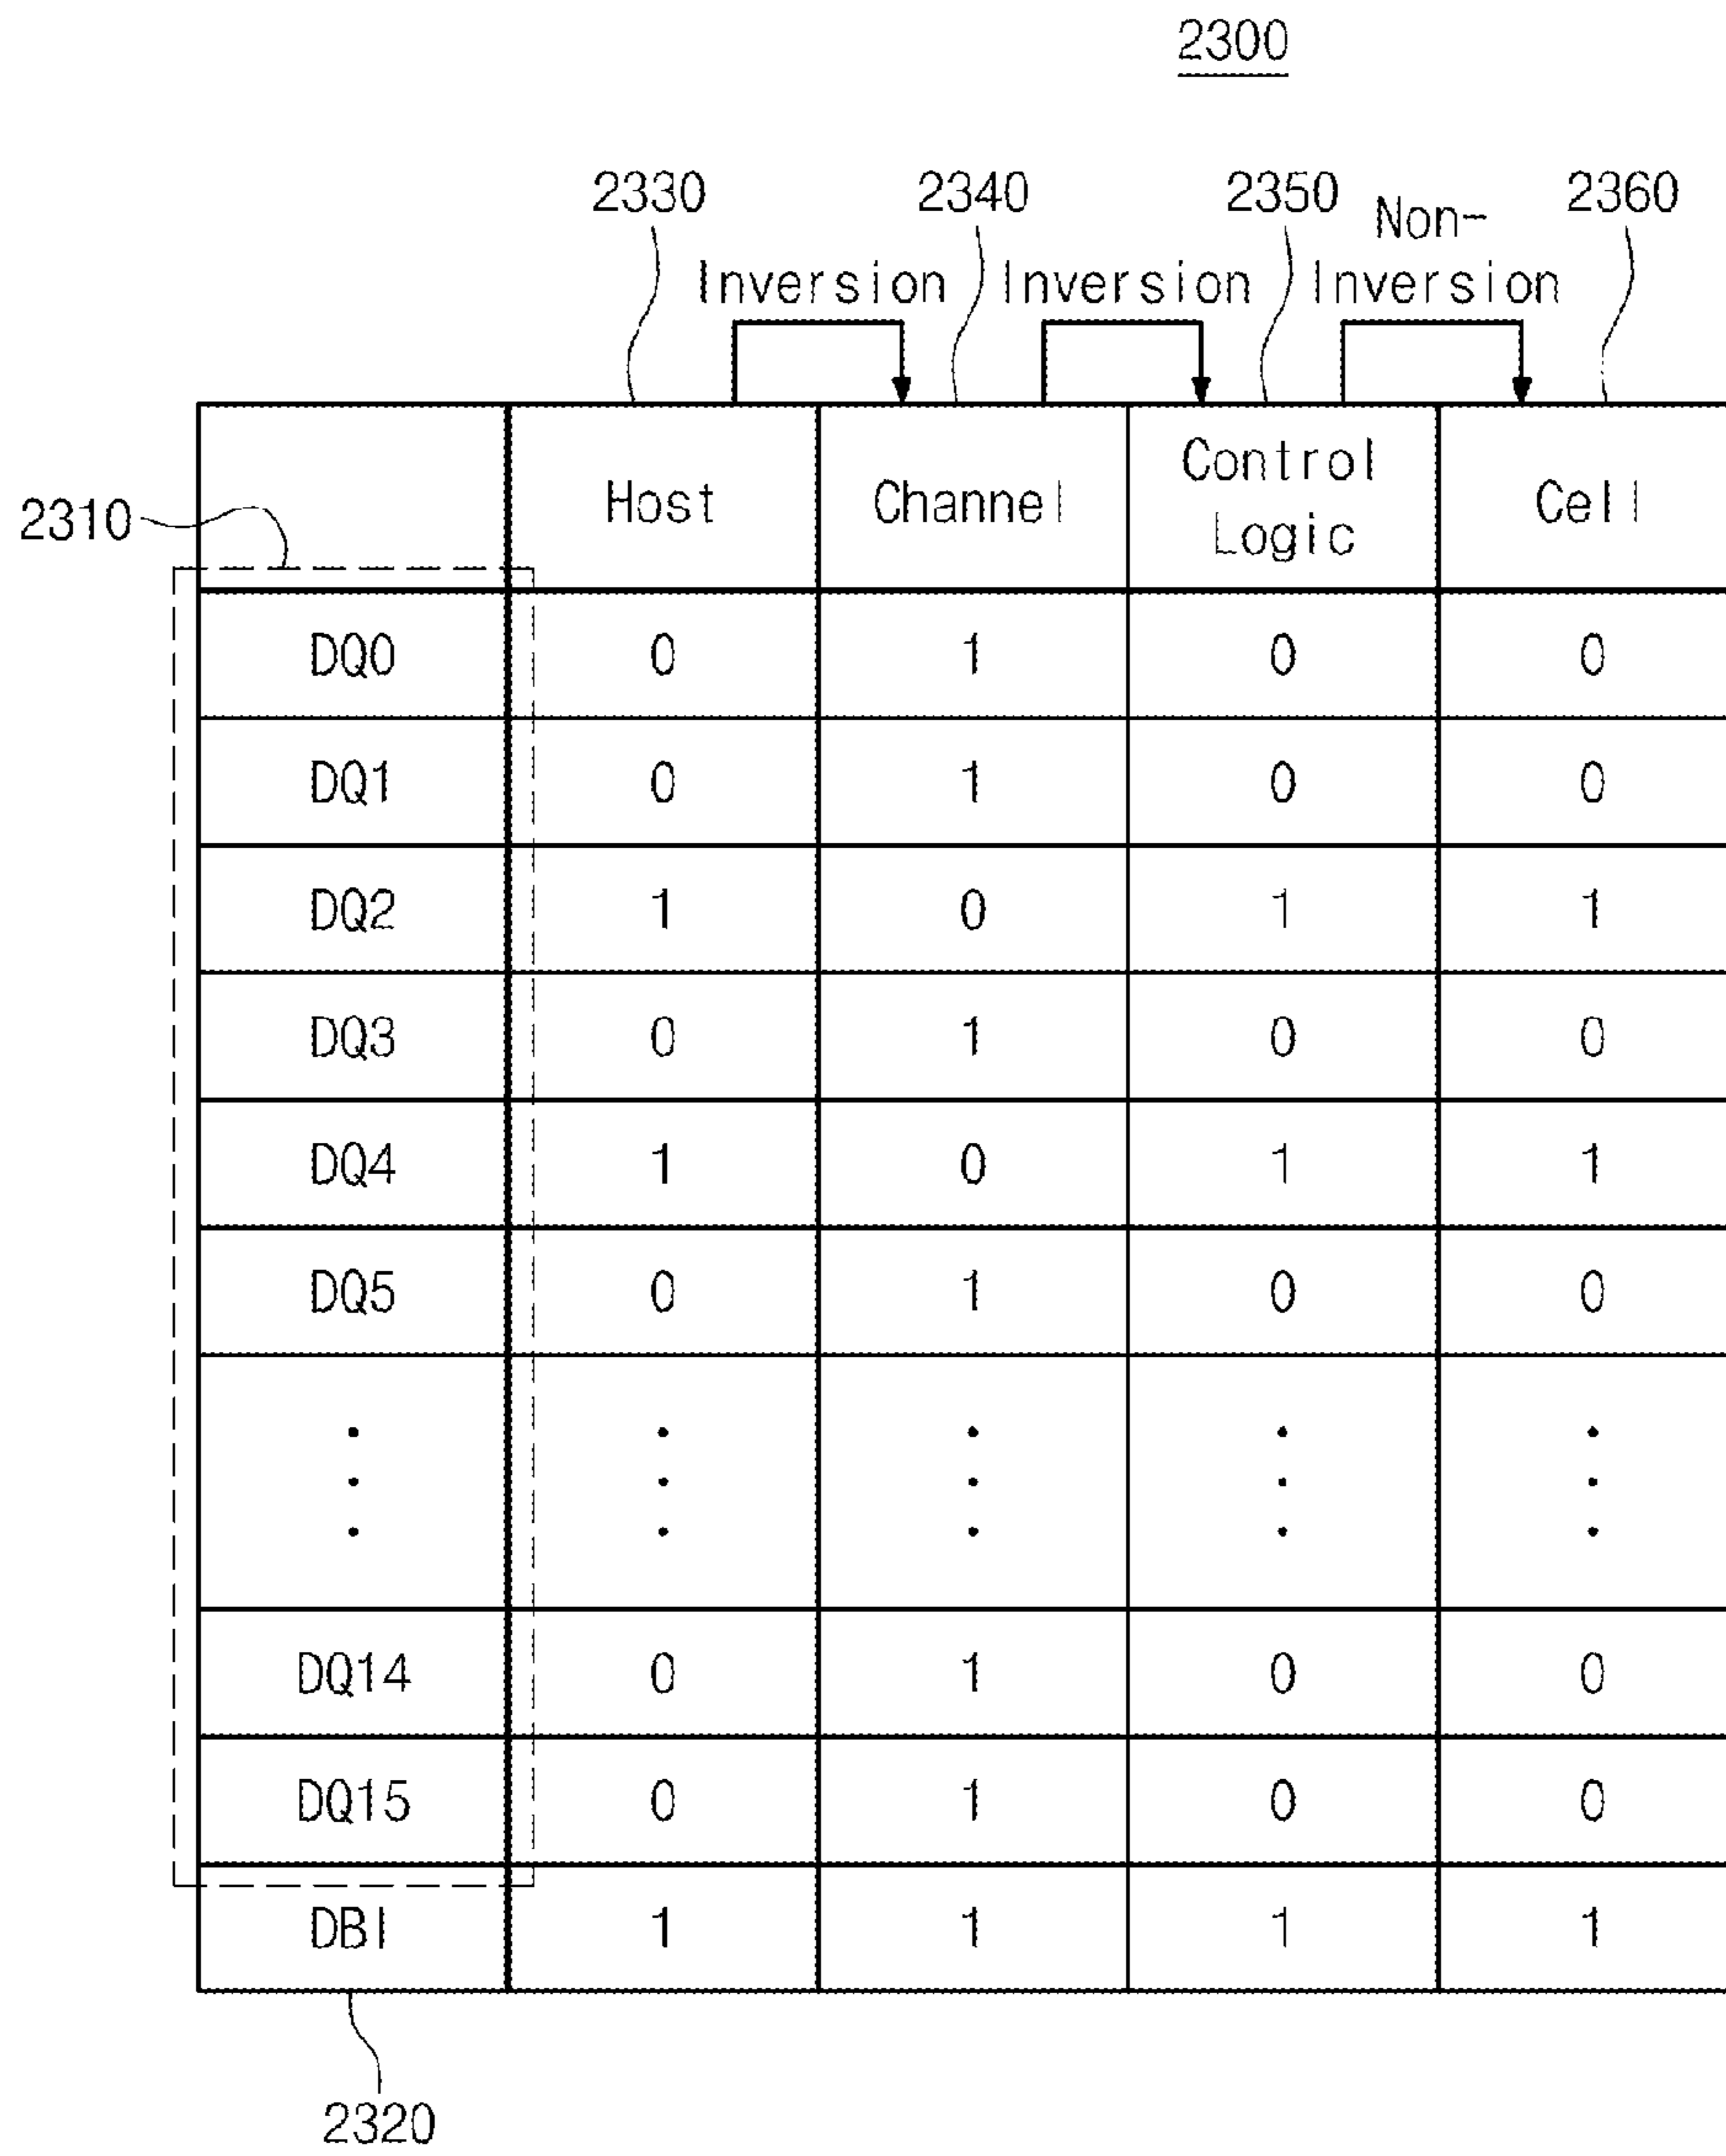 2300
2330 2340 2350 Non- 2360
Inversion Inversion Inversion
Host Channel Control Logic Cell
2310
DQ0 0 1 0 0
DQ1 0 1 0 0
DQ2 1 0 1 1
DQ3 0 1 0 0
DQ4 1 0 1 1
DQ5 0 1 0 0
DQ14 0 1 0 0
DQ15 0 1 0 0
DBI 1 1 1 1
2320